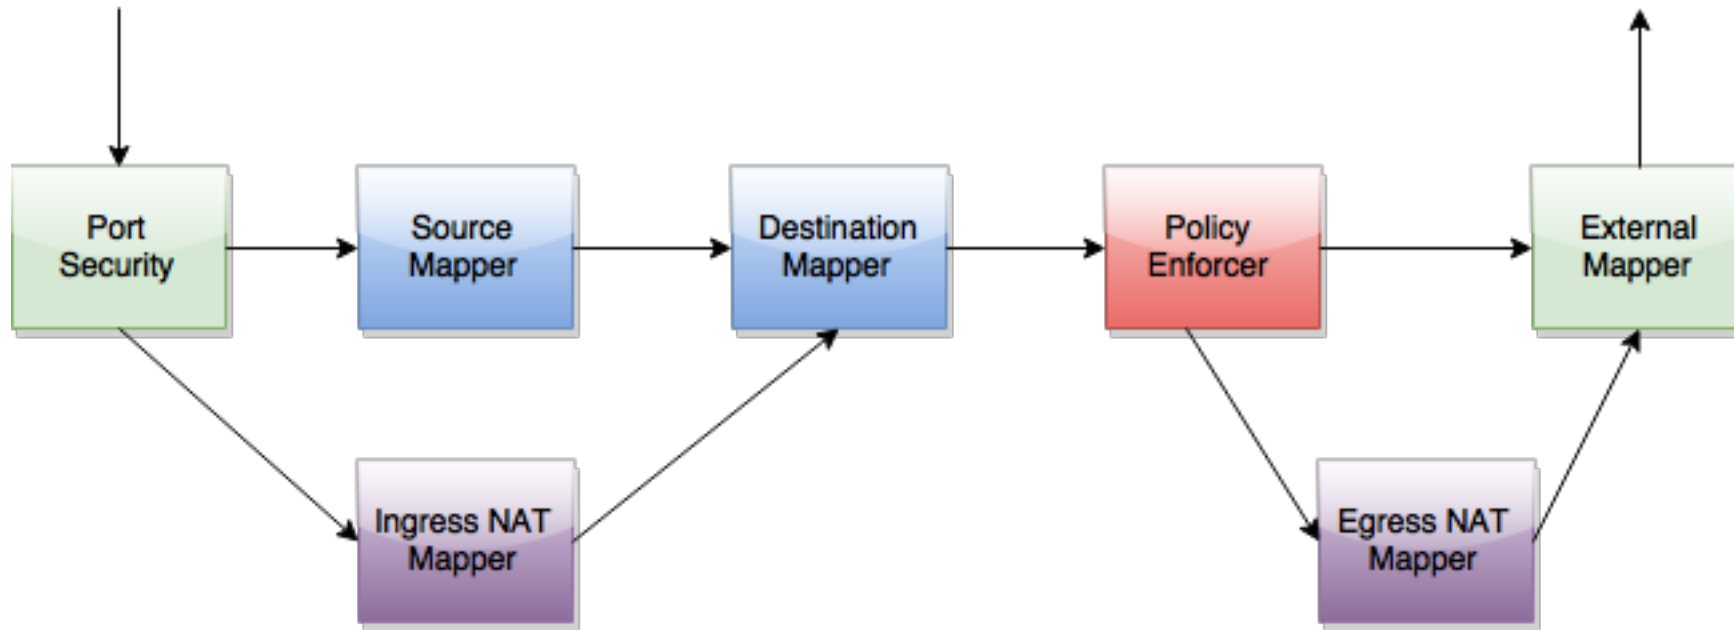 Port
Security
Source
Mapper
Destination
Mapper
Policy
Enforcer
External
Mapper
Ingress NAT
Mapper
Egress NAT
Mapper